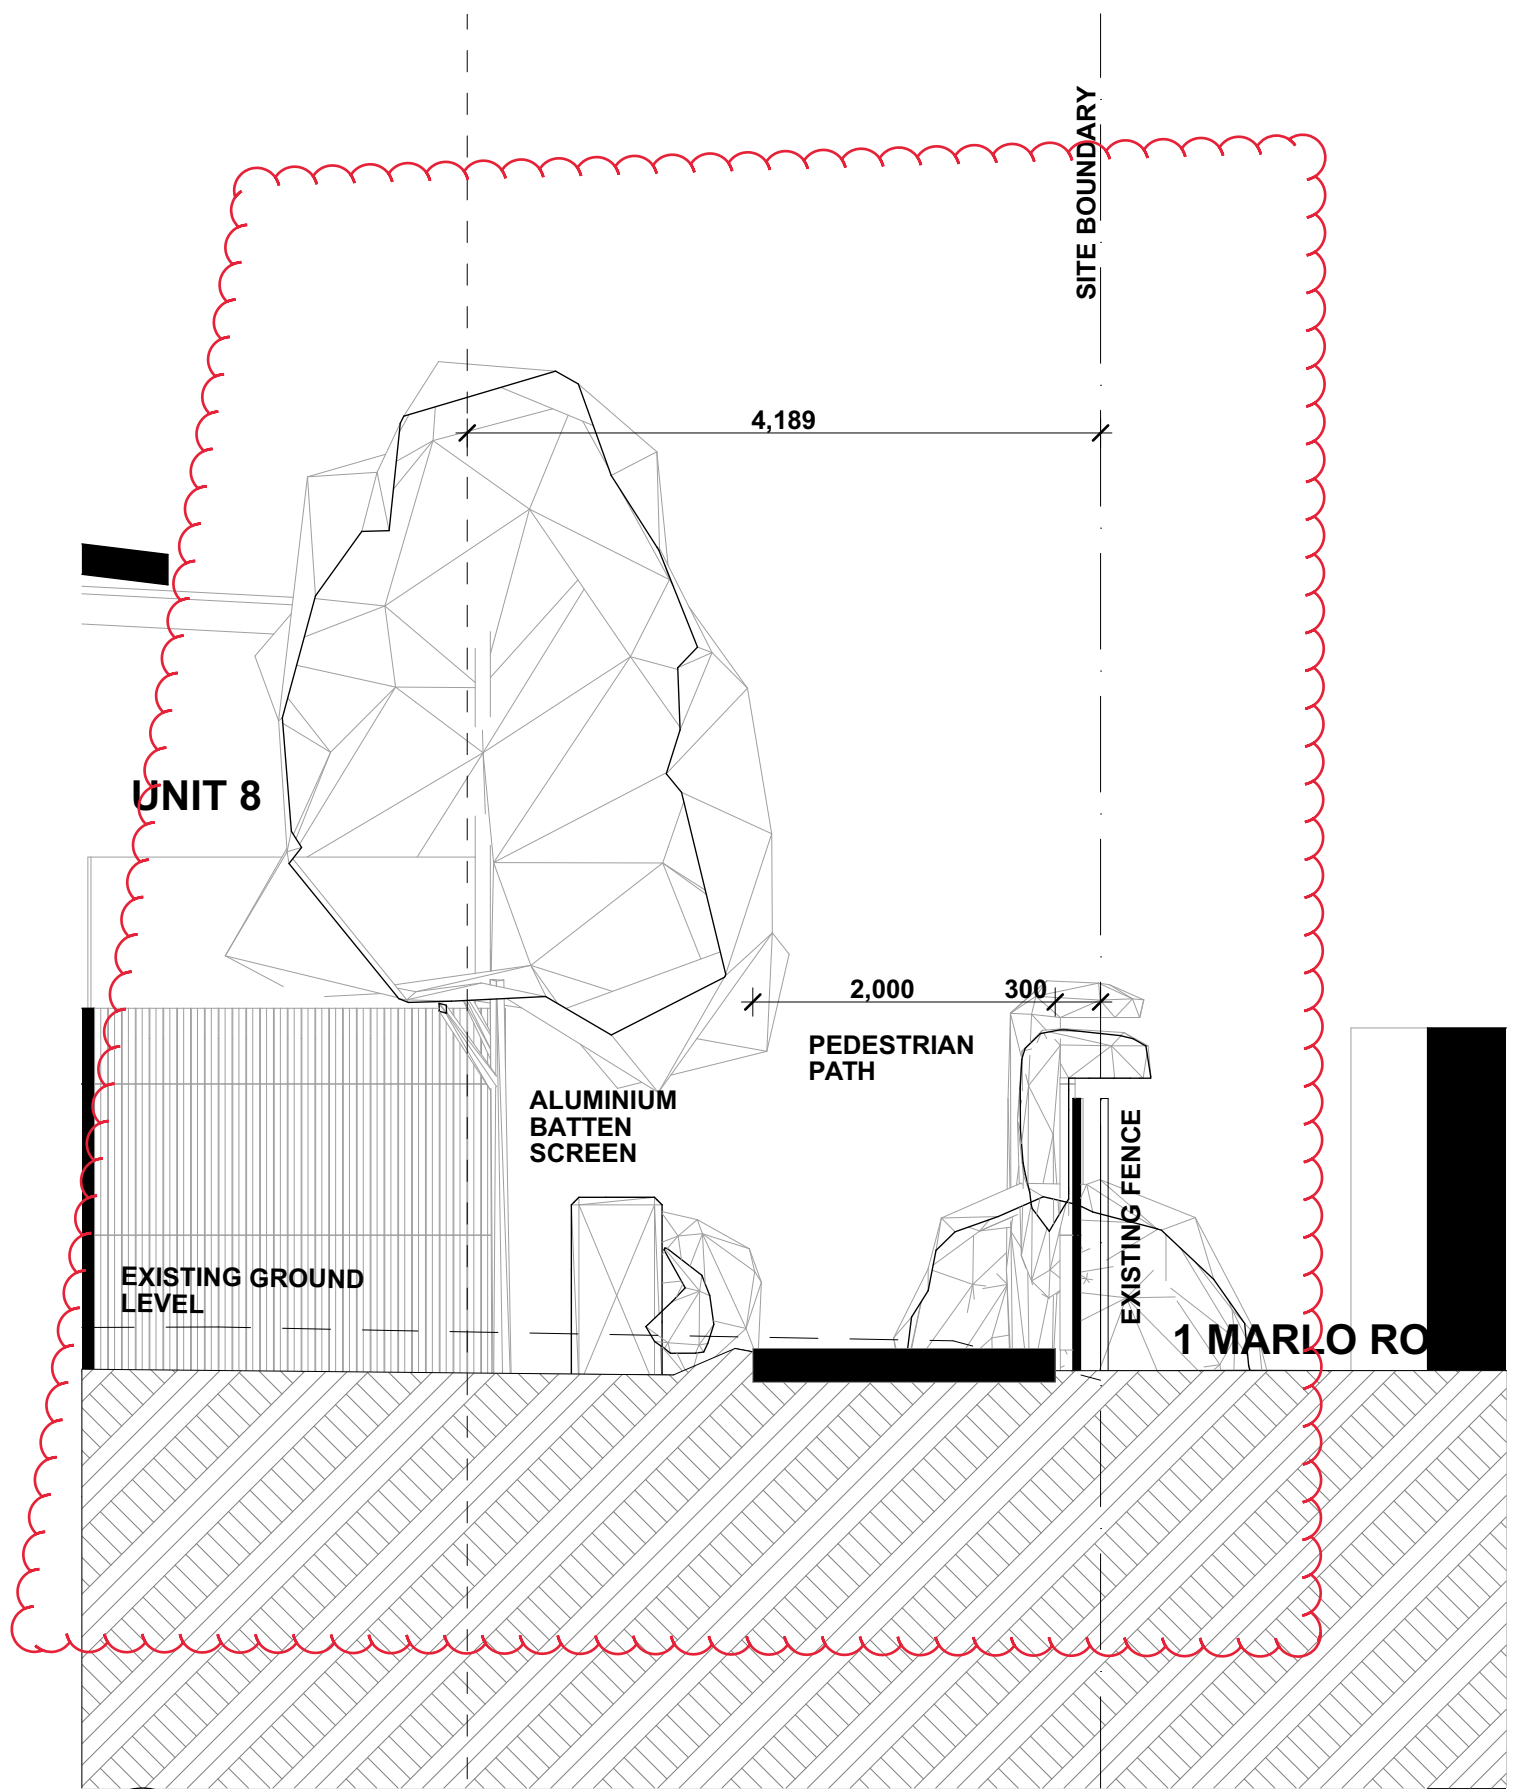 SITE BOUNDARY
4,189
UNIT 8
2,000
300
PEDESTRIAN
PATH
ALUMINIUM
BATTEN
SCREEN
EXISTING FENCE
EXISTING GROUND
LEVEL
1 MARLO RO